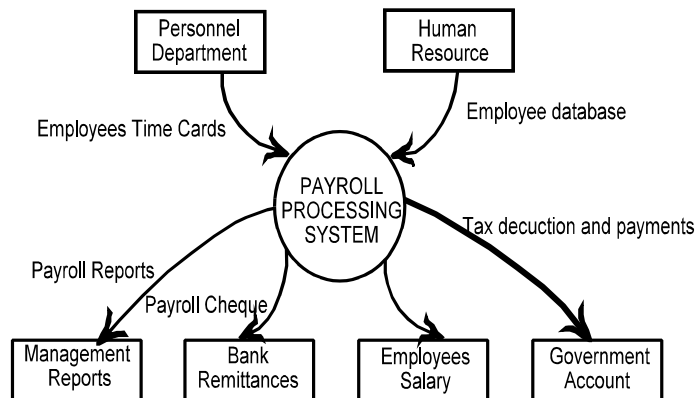 Personnel
Department
Human
Resource
Employees Time Cards
Employee database
PAYROLL
PROCESSING
SYSTEM
Tax decuction and payments
Payroll Reports
Payroll Cheque
Management
Reports
Bank
Remittances
Employees
Salary
Government
Account